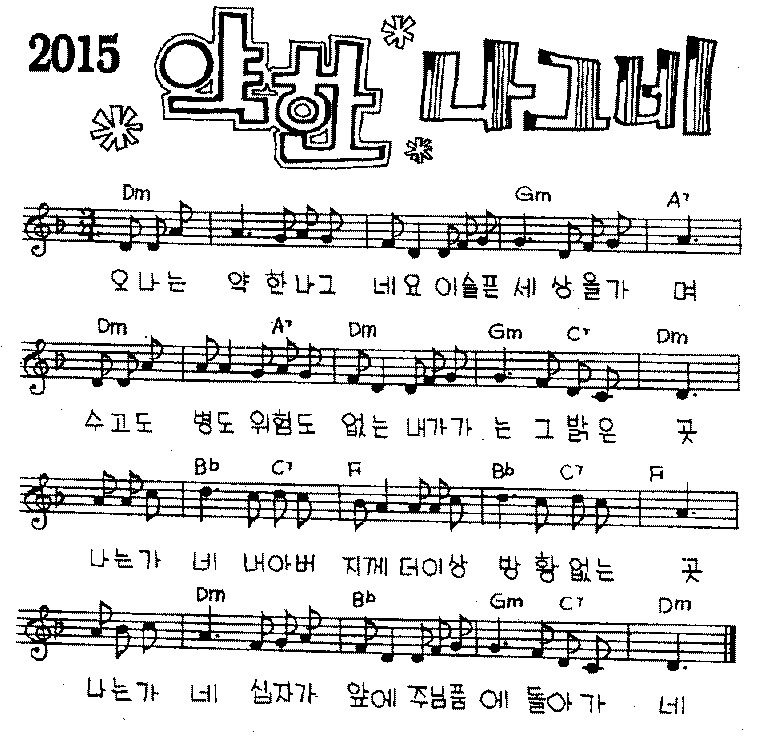 2015 약한 나그네
Dm Gm A7
오 나 는 약 한 나 그 네 요 이 슬 픈 세 상 을 가 며
Dm A7 Dm Gm C7 Dm
수 고 도 병 도 위 험 도 없 는 내 가 가 는 그 밝 은 곳
Bb C7 F Bb C7 F
나 는 가 네 내 아 버 지 께 더 이 상 방 황 없 는 곳
Dm Bb Gm C7 Dm
나 는 가 네 십 자 가 앞 에 주 님 품 에 돌 아 가 네